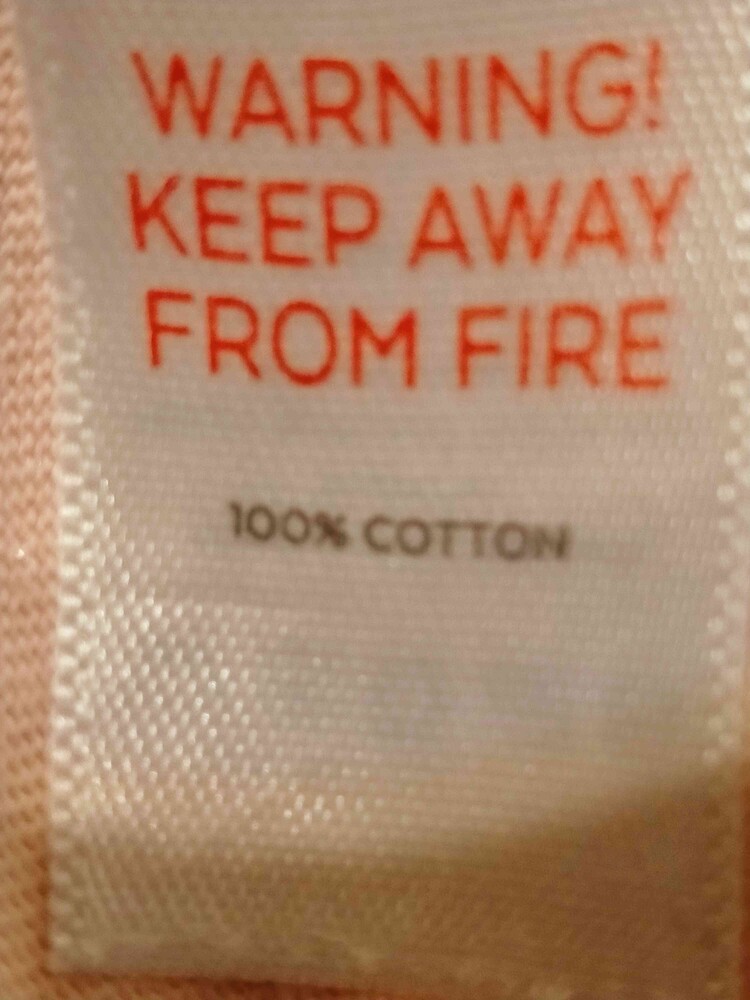 WARNING!
KEEP AWAY
FROM FIRE
100% COTTON